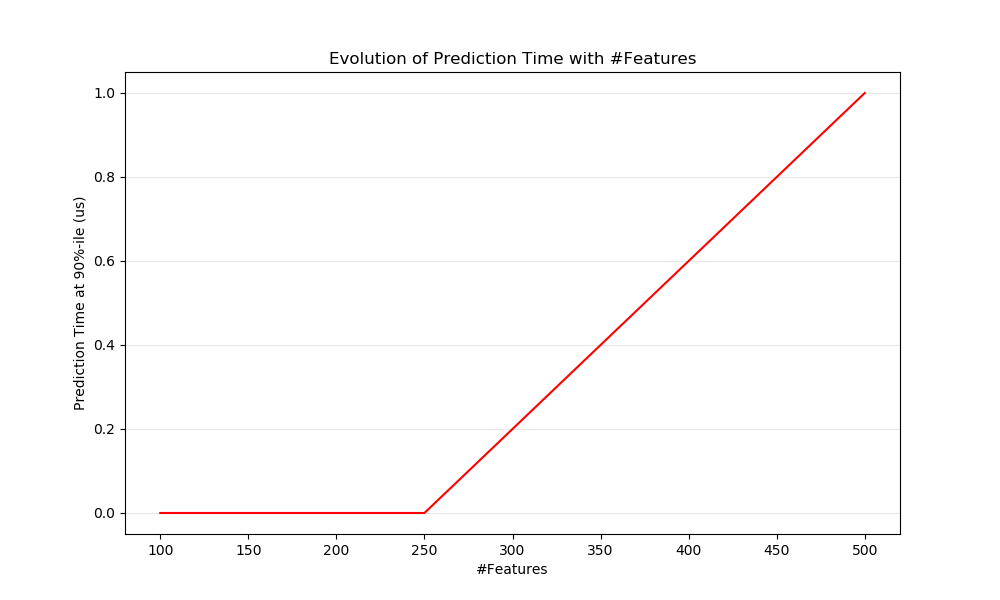 Evolution of Prediction Time with #Features
Prediction Time at 90%-ile (us)
1.0
0.8
0.6
0.4
0.2
0.0
100 150 200 250 300 350 400 450 500
#Features